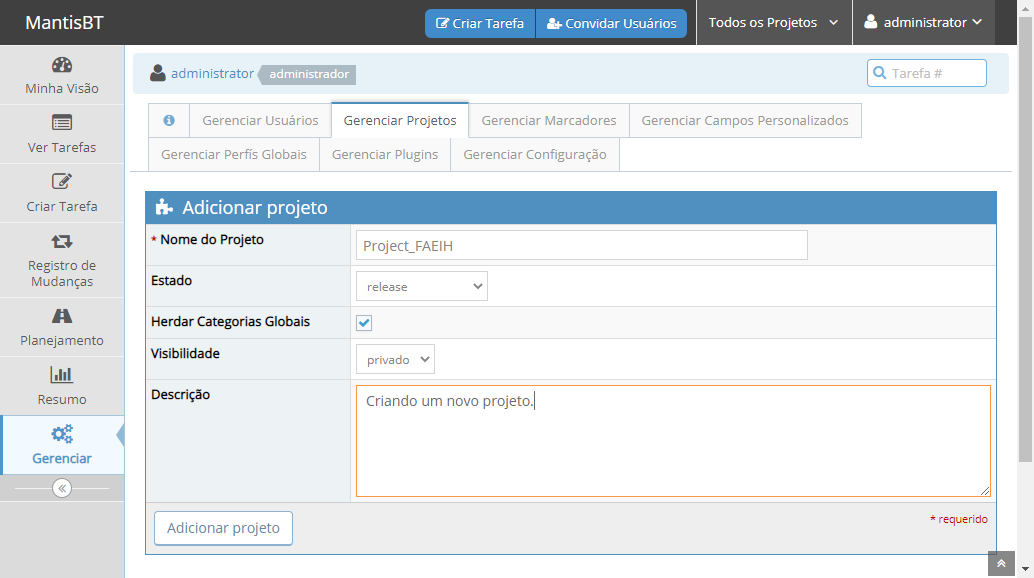 MantisBT
Criar Tarefa
Convidar Usuários
Todos os Projetos
administrator
Minha Visão
Ver Tarefas
Criar Tarefa
Registro de
Mudanças
Planejamento
Resumo
Gerenciar
administrator administrador
Tarefa #
Gerenciar Usuários
Gerenciar Projetos
Gerenciar Marcadores
Gerenciar Campos Personalizados
Gerenciar Perfís Globais
Gerenciar Plugins
Gerenciar Configuração
Adicionar projeto
* Nome do Projeto
Project_FAEIH
Estado
release
Herdar Categorias Globais
Visibilidade
privado
Descrição
Criando um novo projeto.
Adicionar projeto
* requerido